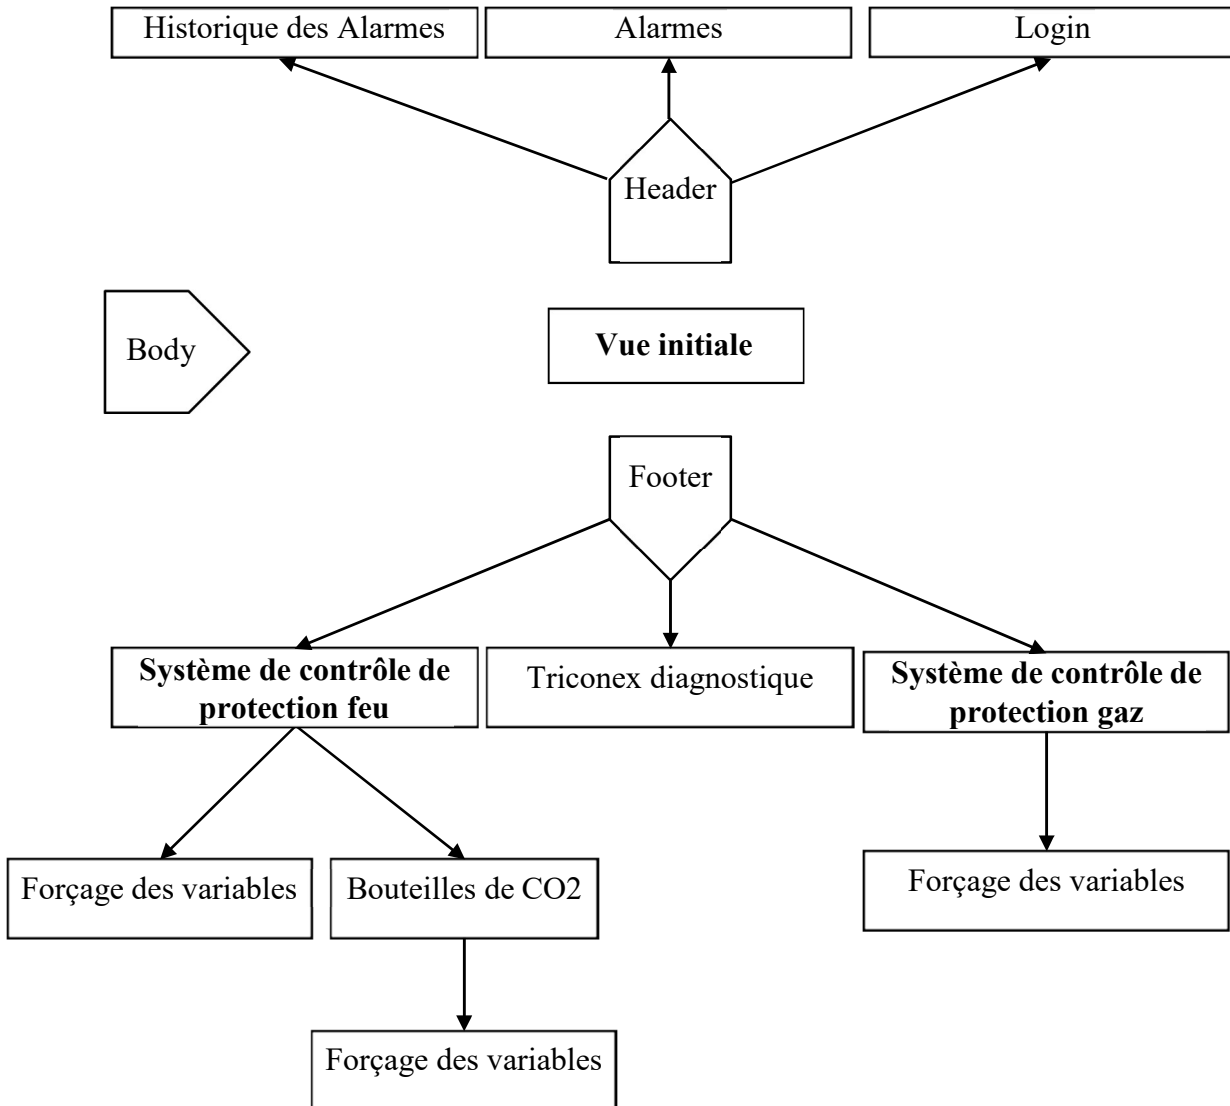 Historique des Alarmes
Alarmes
Login
Header
Body
Vue initiale
Footer
Système de contrôle de
protection feu
Triconex diagnostique
Système de contrôle de
protection gaz
Forçage des variables
Bouteilles de CO2
Forçage des variables
Forçage des variables